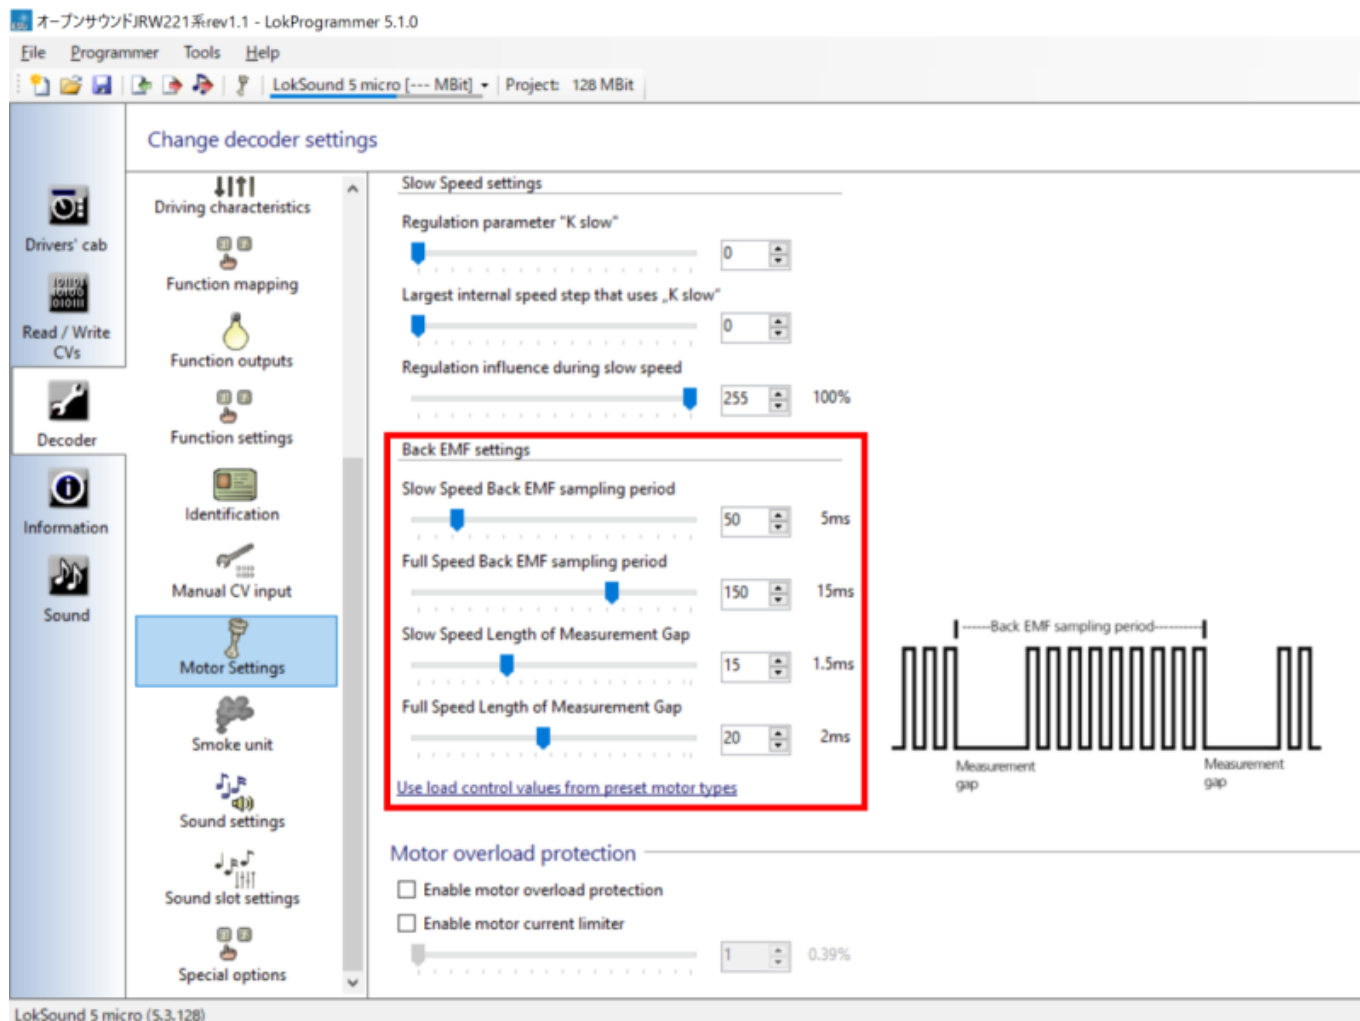 オープンサウンドJRW221系rev1.1 - LokProgrammer 5.1.0
File Programmer Tools Help
LokSound 5 micro [--- MBit] Project: 128 MBit
Change decoder settings
Drivers' cab
Read / Write
CVs
Decoder
Information
Sound
Driving characteristics
Function mapping
Function outputs
Function settings
Identification
Manual CV input
Motor Settings
Smoke unit
Sound settings
Sound slot settings
Special options
Slow Speed settings
Regulation parameter "K slow"
0
Largest internal speed step that uses „K slow"
0
Regulation influence during slow speed
255 100%
Back EMF settings
Slow Speed Back EMF sampling period
50 5ms
Full Speed Back EMF sampling period
150 15ms
Slow Speed Length of Measurement Gap
15 1.5ms
Full Speed Length of Measurement Gap
20 2ms
Use load control values from preset motor types
Back EMF sampling period
Measurement
gap
Measurement
gap
Motor overload protection
Enable motor overload protection
Enable motor current limiter
1 0.39%
LokSound 5 micro (5.3.128)